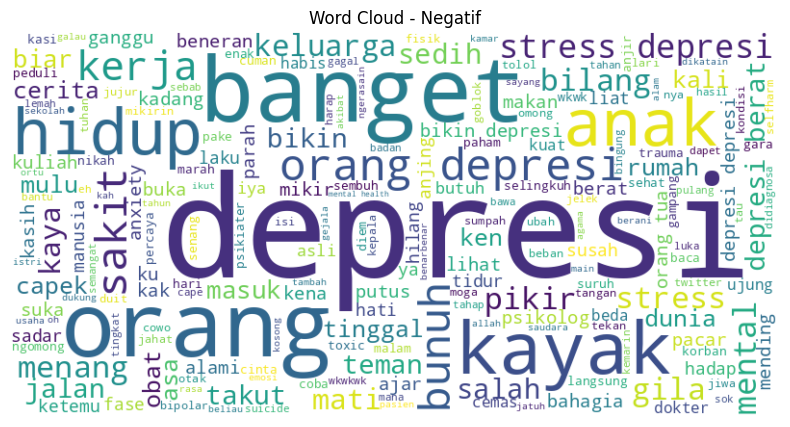 Word Cloud - Negatif
depresi
banget
orang
kayak
anak
hidup
orang depresi
stress depresi
depresi berat
bikin depresi
depresi depresi
bunuh
sakit
kerja
keluarga
sedih
bilang
kali
biar
ganggu
beneran
kasi
galau
peduli
cerita
jujur
sebab
kadang
lemah
sekolah
mikirin
tuhan
pake
parah
bikin
habis
enak
cuman
gagal
harap
akibat
ngerasain
fisik
kamar
tolol
goblok
tahan
lari
anjir
dikatain
sayang
alam
wkwk
liat
omong
nya
hasil
kondisi
selfharm
makan
kuat
paham
bingung
trauma
dapet
gara
kuliah
nikah
marah
laku
badan
anjing
mulu
ortu
eh
kah
bantu
tahun
ikut
buka
iya
mikir
sembuh
mental health
butuh
selingkuh
berat
rumah
sehat
gampang
pulang
tau
didiagnosa
kaya
kasih
manusia
anxiety
percaya
senang
psikiater
isi
gejala
diem
kepala
asli
hilang
benarbenar
bawa
sumpah
ubah
jelek
agama
berani
orang tua
luka
baca
istri
semangat
ku
hari
kak
cape
masuk
kena
tambah
ya
putus
ken
lihat
beban
susah
main
suruh
twitter
ujung
mending
capek
dukung
duit
suka
usaha
oh
tingkat
sadar
cowo
jahat
ngomong
kosong
tinggal
hati
tidur
moga
tahap
pikir
tangan
psikolog
beda
stress
dunia
mental
menang
obat
asa
otak
alami
cinta
emosi
toxic
malam
teman
allah
saudara
tekan
kemarin
pacar
korban
hadap
jalan
ketemu
fase
bipolar
rasa
beliau
takut
suicide
coba
wkwkwk
mati
ajar
mana
pasien
salah
cemas
jatuh
langsung
bahagia
gila
dokter
jiwa
sok